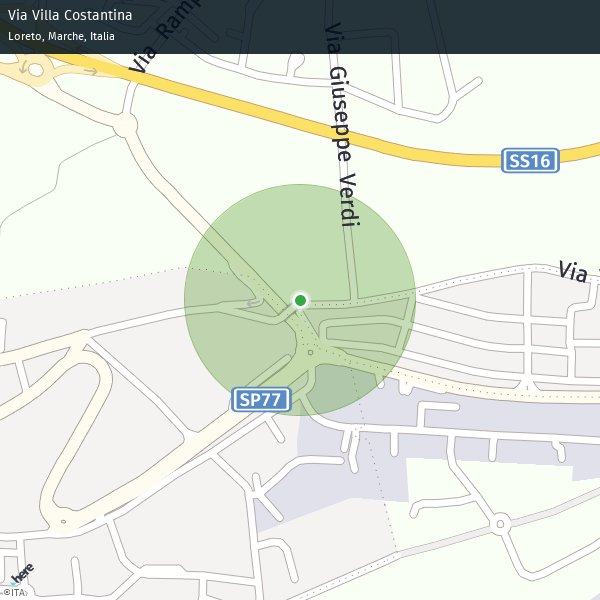 Via Villa Costantina
Loreto, Marche, Italia
Via Ramp
Via Giuseppe Verdi
SS16
Via
SP77
here
©ITA